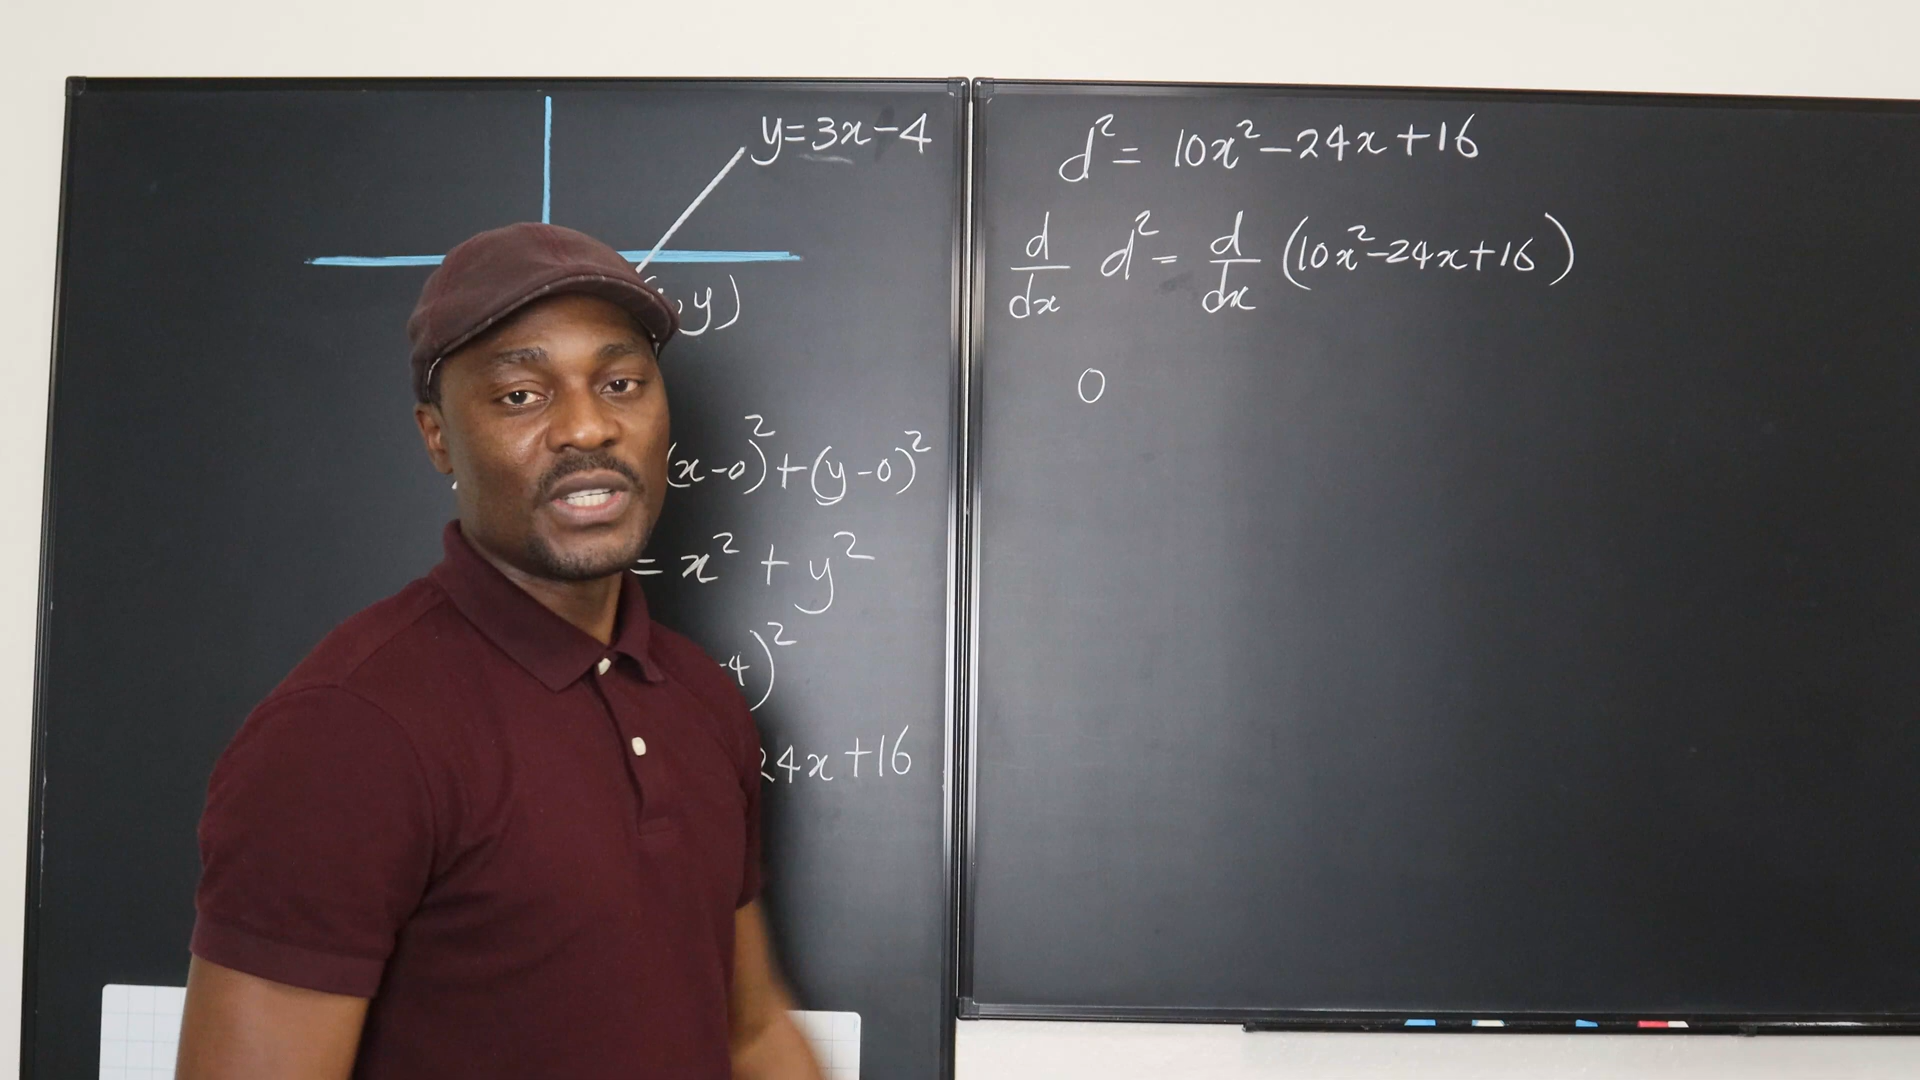 y=3x-4
y)
(x-0)²+(y-0)²
= x² + y²
-4)²
24x+16
d² = 10x²-24x+16
d/dx d² = d/dx (10x²-24x+16)
0